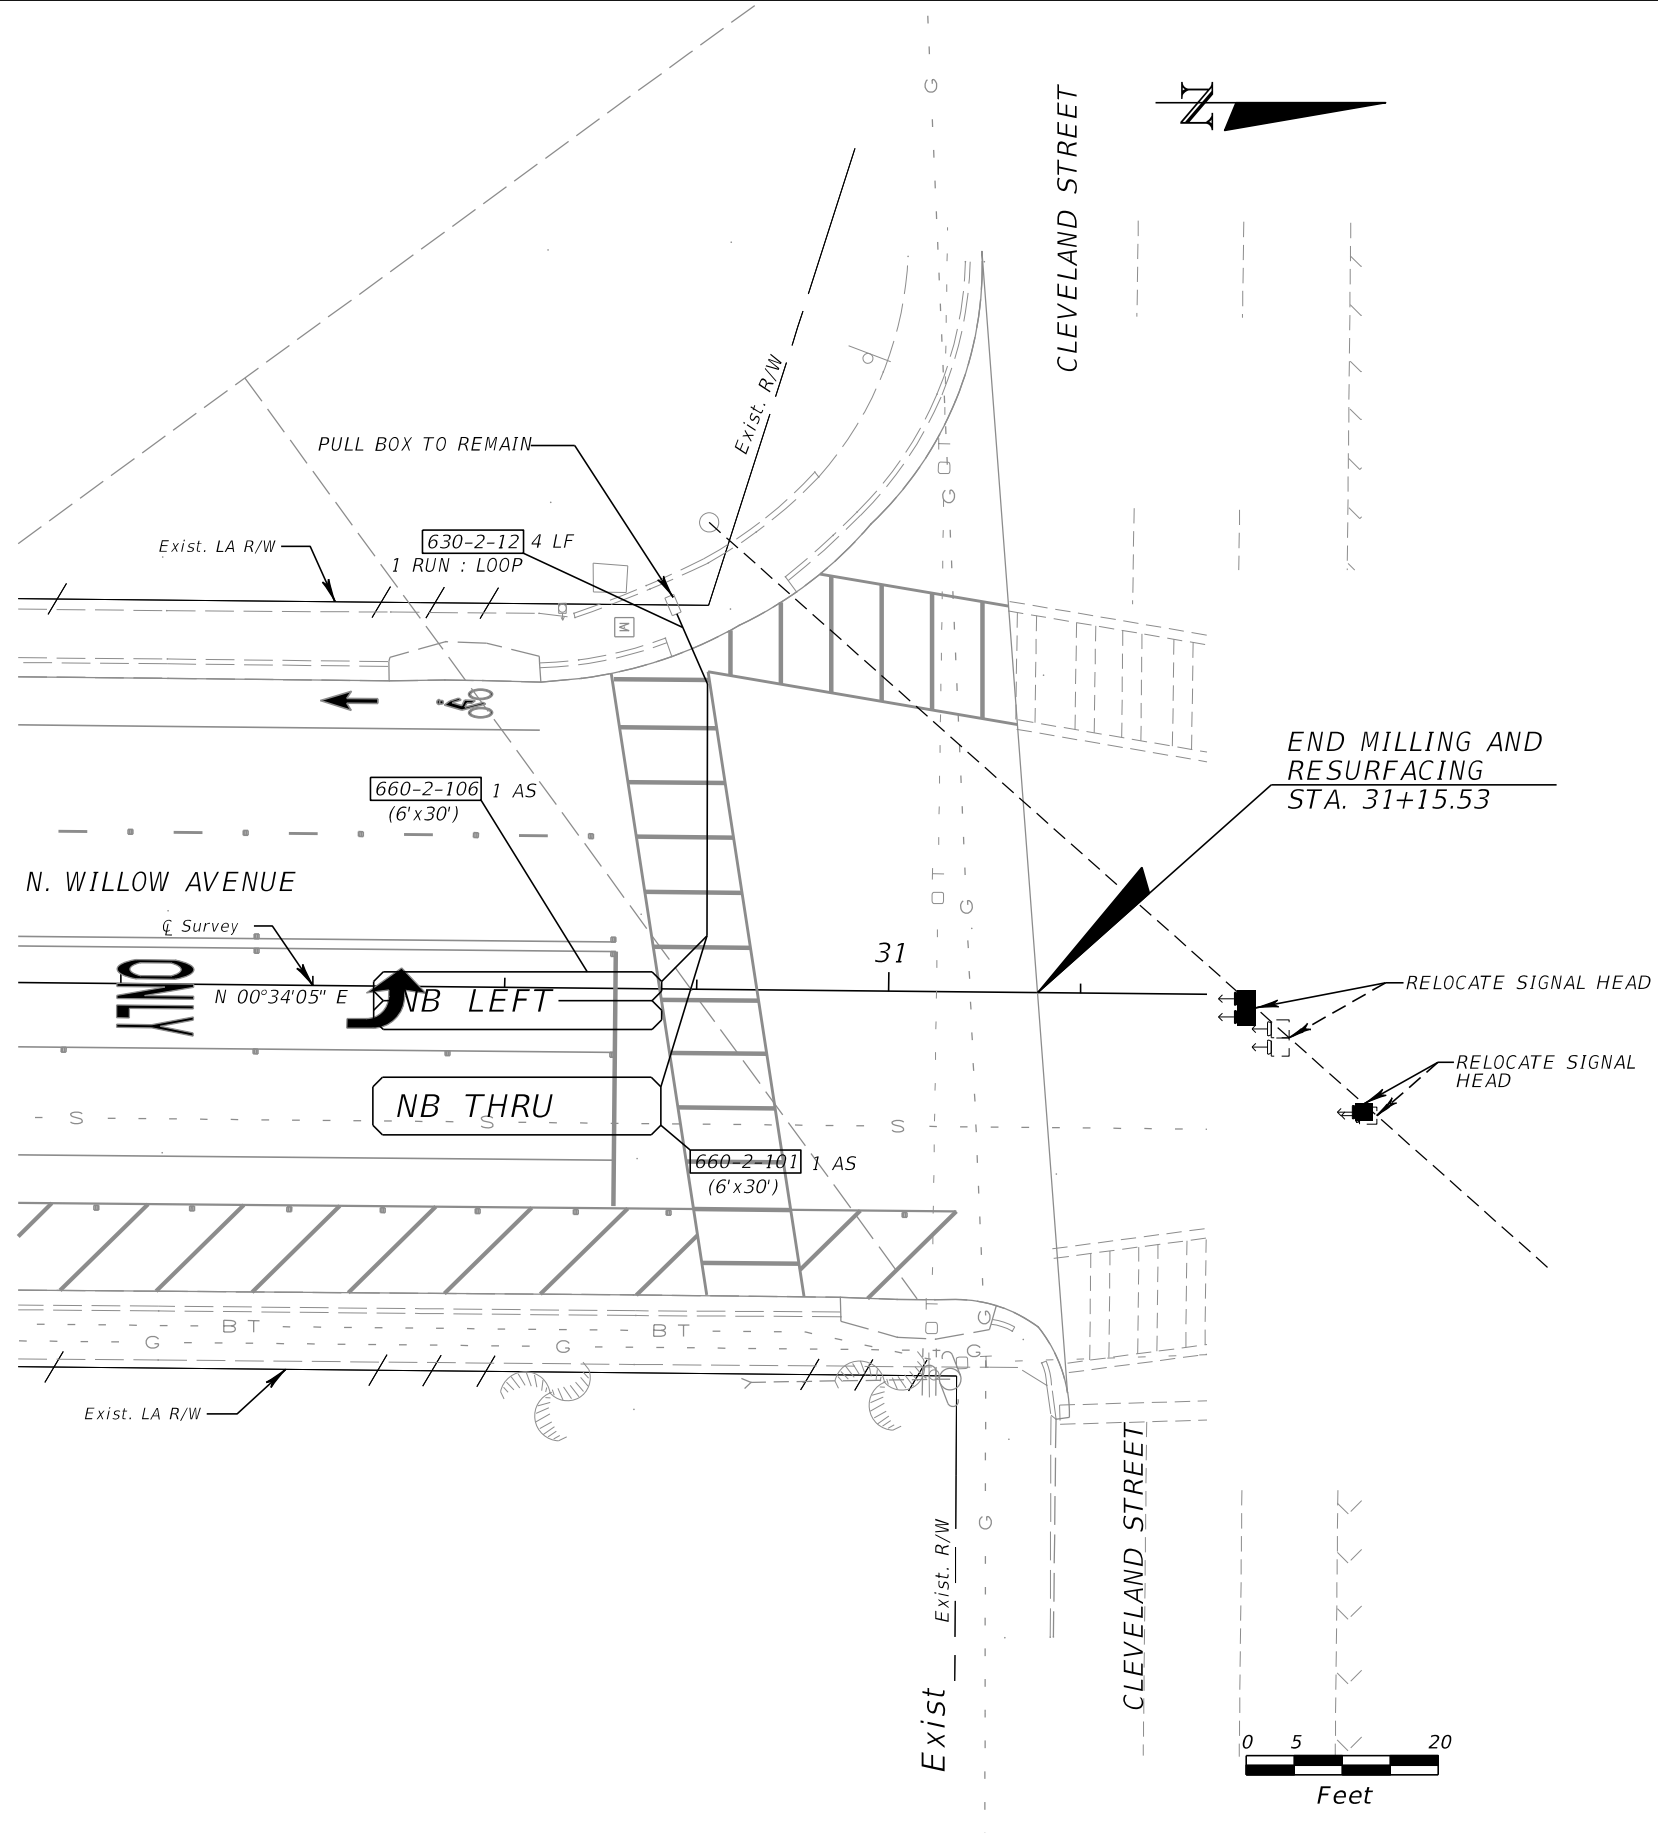 G
CLEVELAND STREET
N
Exist. R/W
PULL BOX TO REMAIN
G
630-2-12 4 LF
1 RUN : LOOP
Exist. LA R/W
M
END MILLING AND
RESURFACING
STA. 31+15.53
660-2-106 1 AS
(6'x30')
N. WILLOW AVENUE
℄ Survey
G
31
ONLY
N 00°34'05" E
NB LEFT
RELOCATE SIGNAL HEAD
RELOCATE SIGNAL
HEAD
NB THRU
S
S
S
660-2-101 1 AS
(6'x30')
BT
BT
G
G
G
G
Exist. LA R/W
CLEVELAND STREET
G
Exist. R/W
Exist
0 5 20
Feet